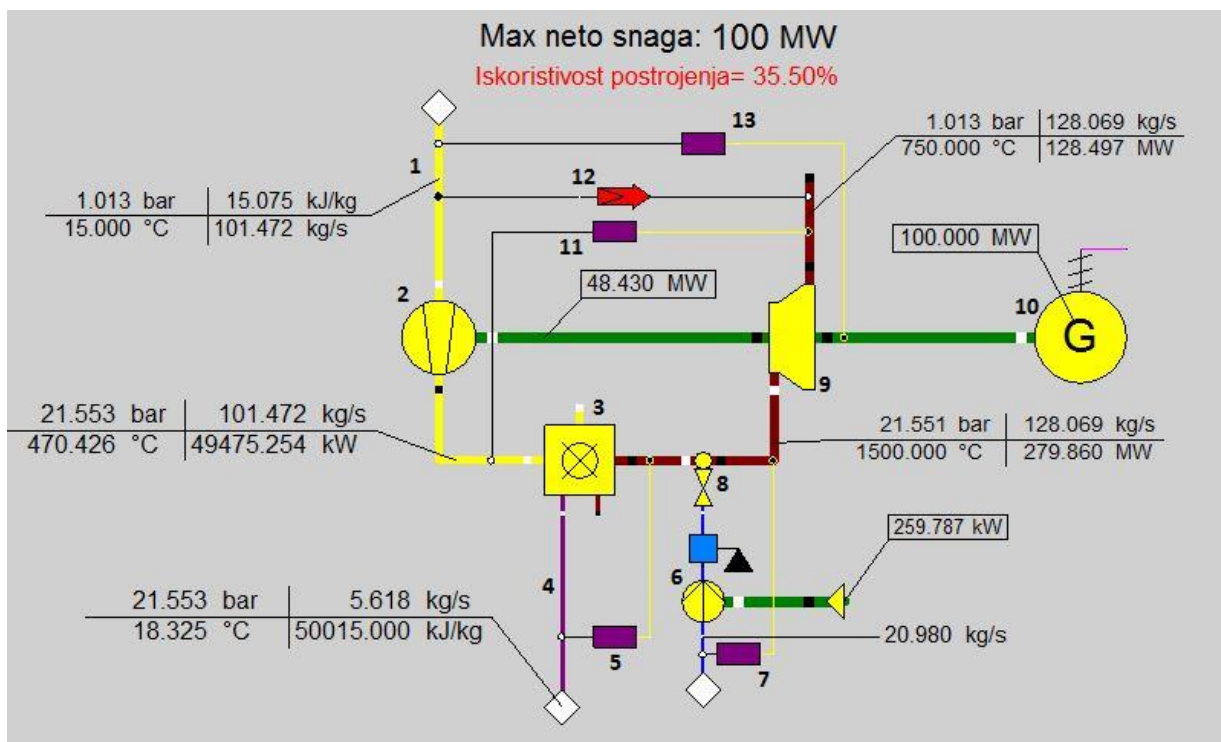 Max neto snaga: 100 MW
Iskoristivost postrojenja= 35.50%
13
1.013 bar 128.069 kg/s
750.000 °C 128.497 MW
1
12
1.013 bar 15.075 kJ/kg
15.000 °C 101.472 kg/s
11
100.000 MW
2
48.430 MW
10
G
9
21.553 bar 101.472 kg/s
470.426 °C 49475.254 kW
3
21.551 bar 128.069 kg/s
1500.000 °C 279.860 MW
8
259.787 kW
6
4
21.553 bar 5.618 kg/s
18.325 °C 50015.000 kJ/kg
20.980 kg/s
5
7